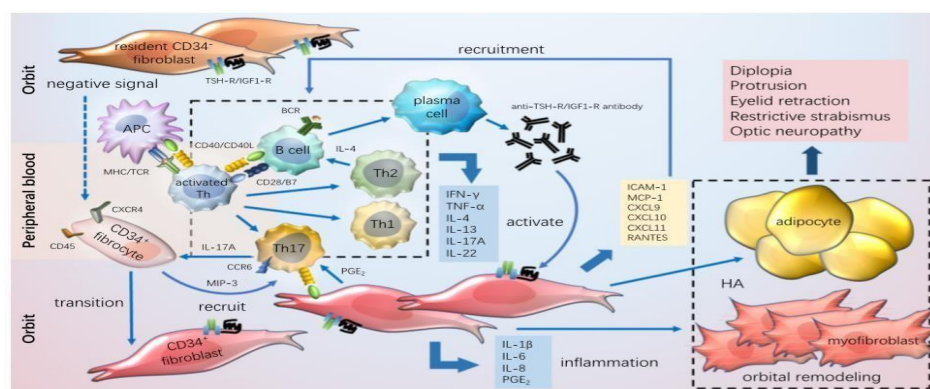 Orbit
Peripheral blood
Orbit
resident CD34⁻
fibroblast
TSH-R/IGF1-R
negative signal
recruitment
APC
MHC/TCR
CD40/CD40L
activated
Th
BCR
B cell
IL-4
CD28/B7
Th2
Th1
Th17
plasma
cell
anti-TSH-R/IGF1-R antibody
IFN-γ
TNF-α
IL-4
IL-13
IL-17A
IL-22
activate
ICAM-1
MCP-1
CXCL9
CXCL10
CXCL11
RANTES
Diplopia
Protrusion
Eyelid retraction
Restrictive strabismus
Optic neuropathy
CXCR4
CD45
CD34⁺
fibrocyte
IL-17A
CCR6
MIP-3
recruit
PGE₂
transition
CD34⁺
fibroblast
IL-1β
IL-6
IL-8
PGE₂
inflammation
adipocyte
HA
myofibroblast
orbital remodeling